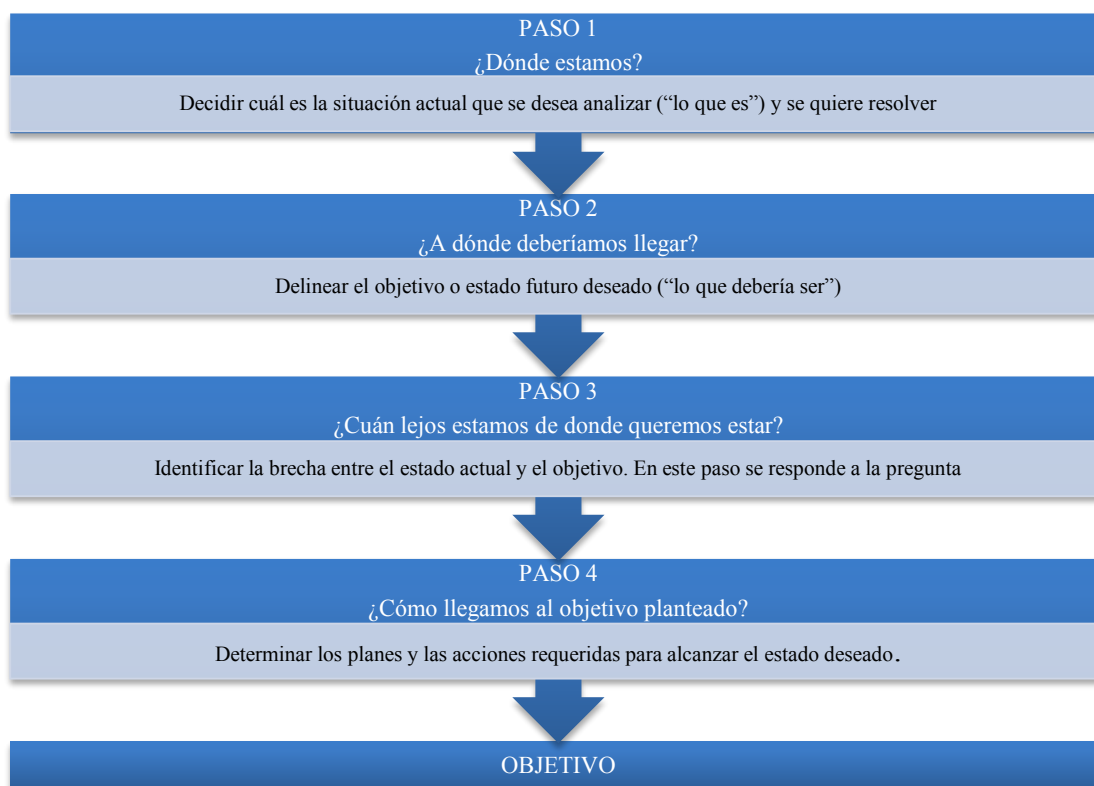 PASO 1
¿Dónde estamos?
Decidir cuál es la situación actual que se desea analizar (“lo que es”) y se quiere resolver
PASO 2
¿A dónde deberíamos llegar?
Delinear el objetivo o estado futuro deseado (“lo que debería ser”)
PASO 3
¿Cuán lejos estamos de donde queremos estar?
Identificar la brecha entre el estado actual y el objetivo. En este paso se responde a la pregunta
PASO 4
¿Cómo llegamos al objetivo planteado?
Determinar los planes y las acciones requeridas para alcanzar el estado deseado.
OBJETIVO